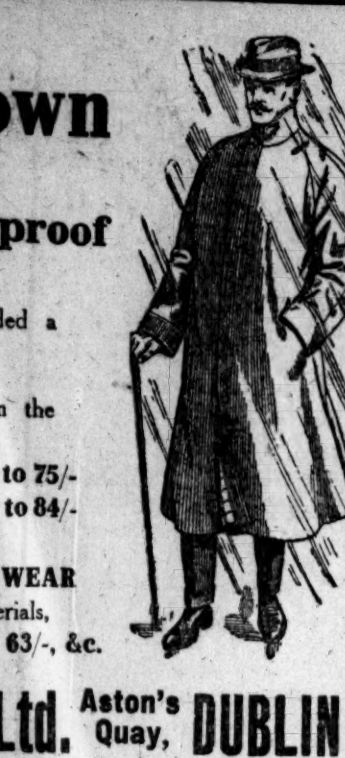 own
proof
led a
n the
to 75/-
to 84/-
WEAR
erials,
63/-, &c.
Ltd. Aston's Quay, DUBLIN